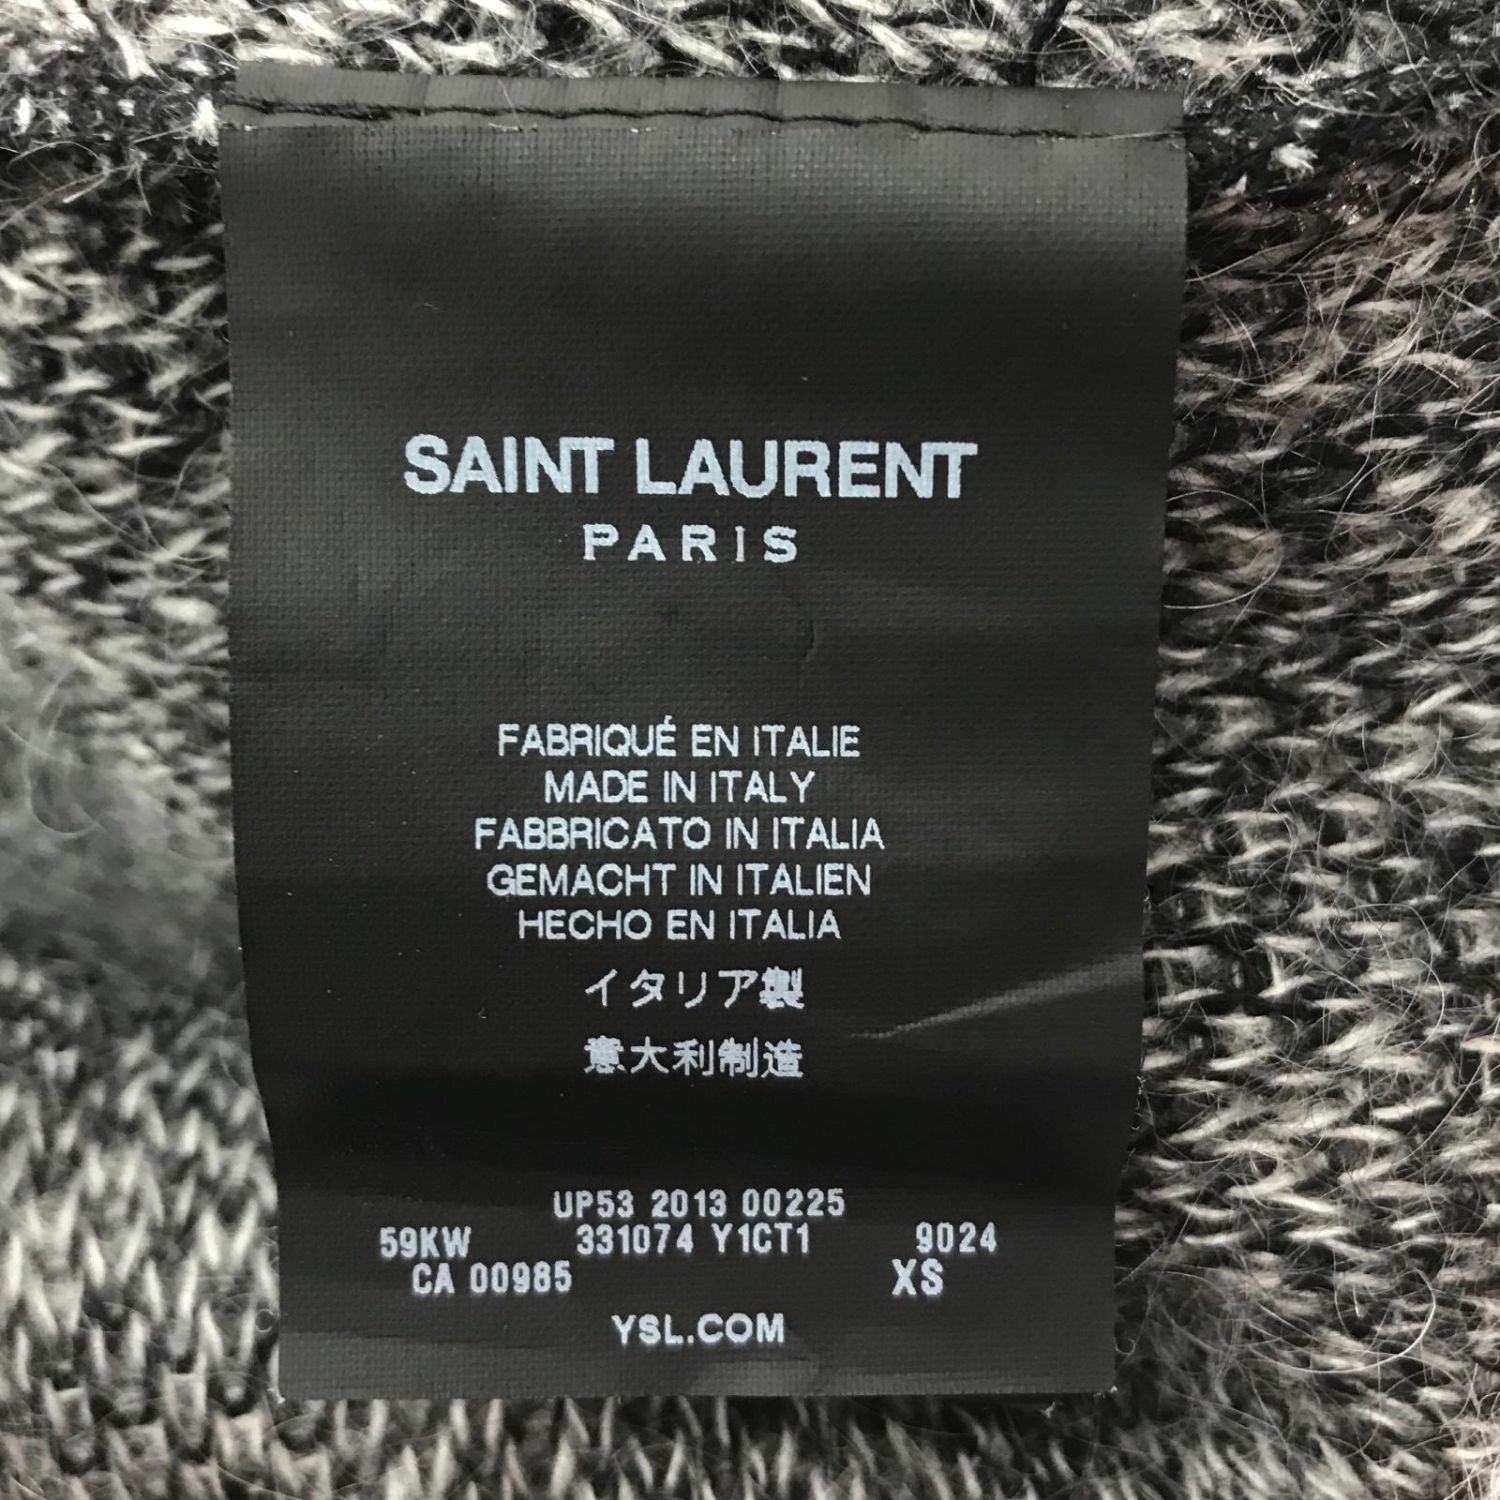 SAINT LAURENT
PARIS
FABRIQUÉ EN ITALIE
MADE IN ITALY
FABBRICATO IN ITALIA
GEMACHT IN ITALIEN
HECHO EN ITALIA
イタリア製
意大利制造
UP53 2013 00225
59KW 331074 Y1CT1 9024
CA 00985 XS
YSL.COM